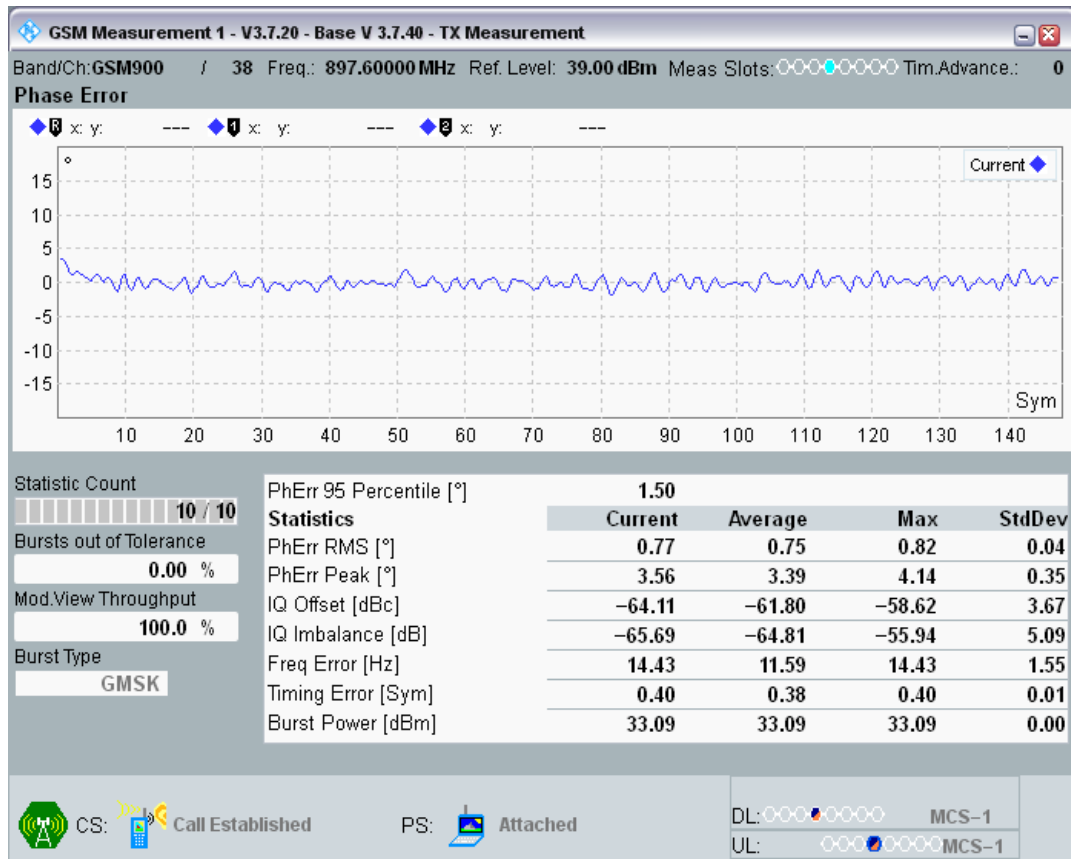 GSM Measurement 1 - V3.7.20 - Base V 3.7.40 - TX Measurement
Band/Ch:GSM900 / 38 Freq.: 897.60000 MHz Ref. Level: 39.00 dBm Meas Slots: Tim.Advance.: 0
Phase Error
R x: y: --- 1 x: y: --- 2 x: y: ---
° Current
15
10
5
0
-5
-10
-15
Sym
10 20 30 40 50 60 70 80 90 100 110 120 130 140
Statistic Count
10 / 10
Bursts out of Tolerance
0.00 %
Mod.View Throughput
100.0 %
Burst Type
GMSK
PhErr 95 Percentile [°] 1.50
Statistics Current Average Max StdDev
PhErr RMS [°] 0.77 0.75 0.82 0.04
PhErr Peak [°] 3.56 3.39 4.14 0.35
IQ Offset [dBc] −64.11 −61.80 −58.62 3.67
IQ Imbalance [dB] −65.69 −64.81 −55.94 5.09
Freq Error [Hz] 14.43 11.59 14.43 1.55
Timing Error [Sym] 0.40 0.38 0.40 0.01
Burst Power [dBm] 33.09 33.09 33.09 0.00
CS: Call Established PS: Attached
DL: MCS−1
UL: MCS−1